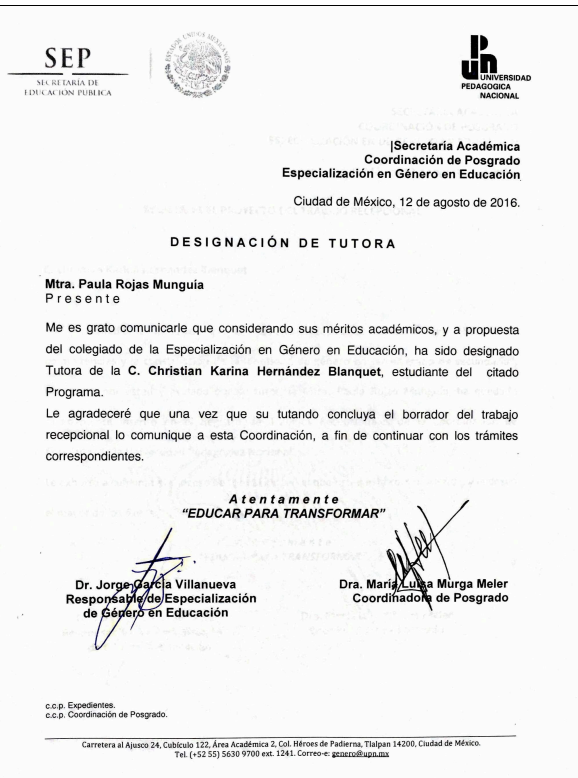 SEP
SECRETARÍA DE
EDUCACIÓN PÚBLICA
ESTADOS UNIDOS MEXICANOS
UNIVERSIDAD
PEDAGOGICA
NACIONAL
|Secretaría Académica
Coordinación de Posgrado
Especialización en Género en Educación
Ciudad de México, 12 de agosto de 2016.
DESIGNACIÓN DE TUTORA
Mtra. Paula Rojas Munguía
Presente
Me es grato comunicarle que considerando sus méritos académicos, y a propuesta
del colegiado de la Especialización en Género en Educación, ha sido designado
Tutora de la C. Christian Karina Hernández Blanquet, estudiante del citado
Programa.
Le agradeceré que una vez que su tutando concluya el borrador del trabajo
recepcional lo comunique a esta Coordinación, a fin de continuar con los trámites
correspondientes.
Atentamente
“EDUCAR PARA TRANSFORMAR”
Dr. Jorge García Villanueva
Responsable de Especialización
de Género en Educación
Dra. María Luisa Murga Meler
Coordinadora de Posgrado
c.c.p. Expedientes.
c.c.p. Coordinación de Posgrado.
Carretera al Ajusco 24, Cubículo 122, Área Académica 2, Col. Héroes de Padierna, Tlalpan 14200, Ciudad de México.
Tel. (+52 55) 5630 9700 ext. 1241. Correo-e: genero@upn.mx